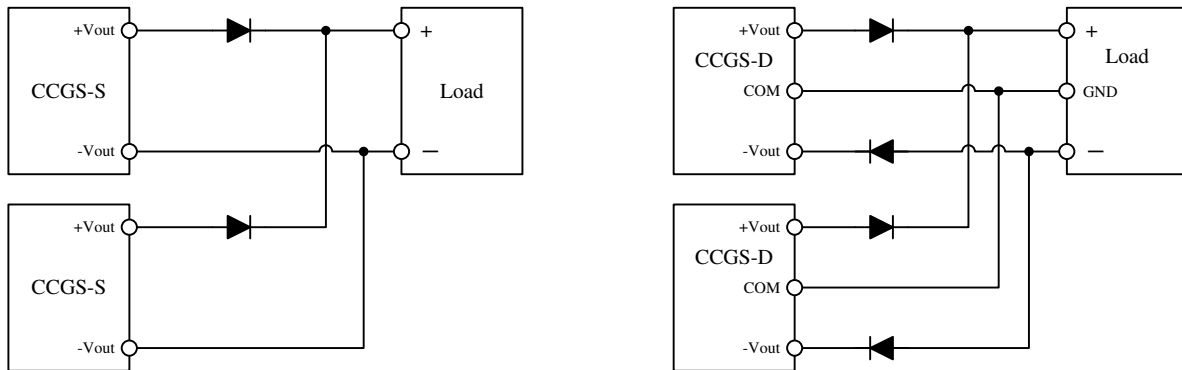 +Vout
CCGS-S
-Vout
+
Load
−
+Vout
CCGS-S
-Vout
+Vout
CCGS-D
COM
-Vout
+
Load
GND
−
+Vout
CCGS-D
COM
-Vout